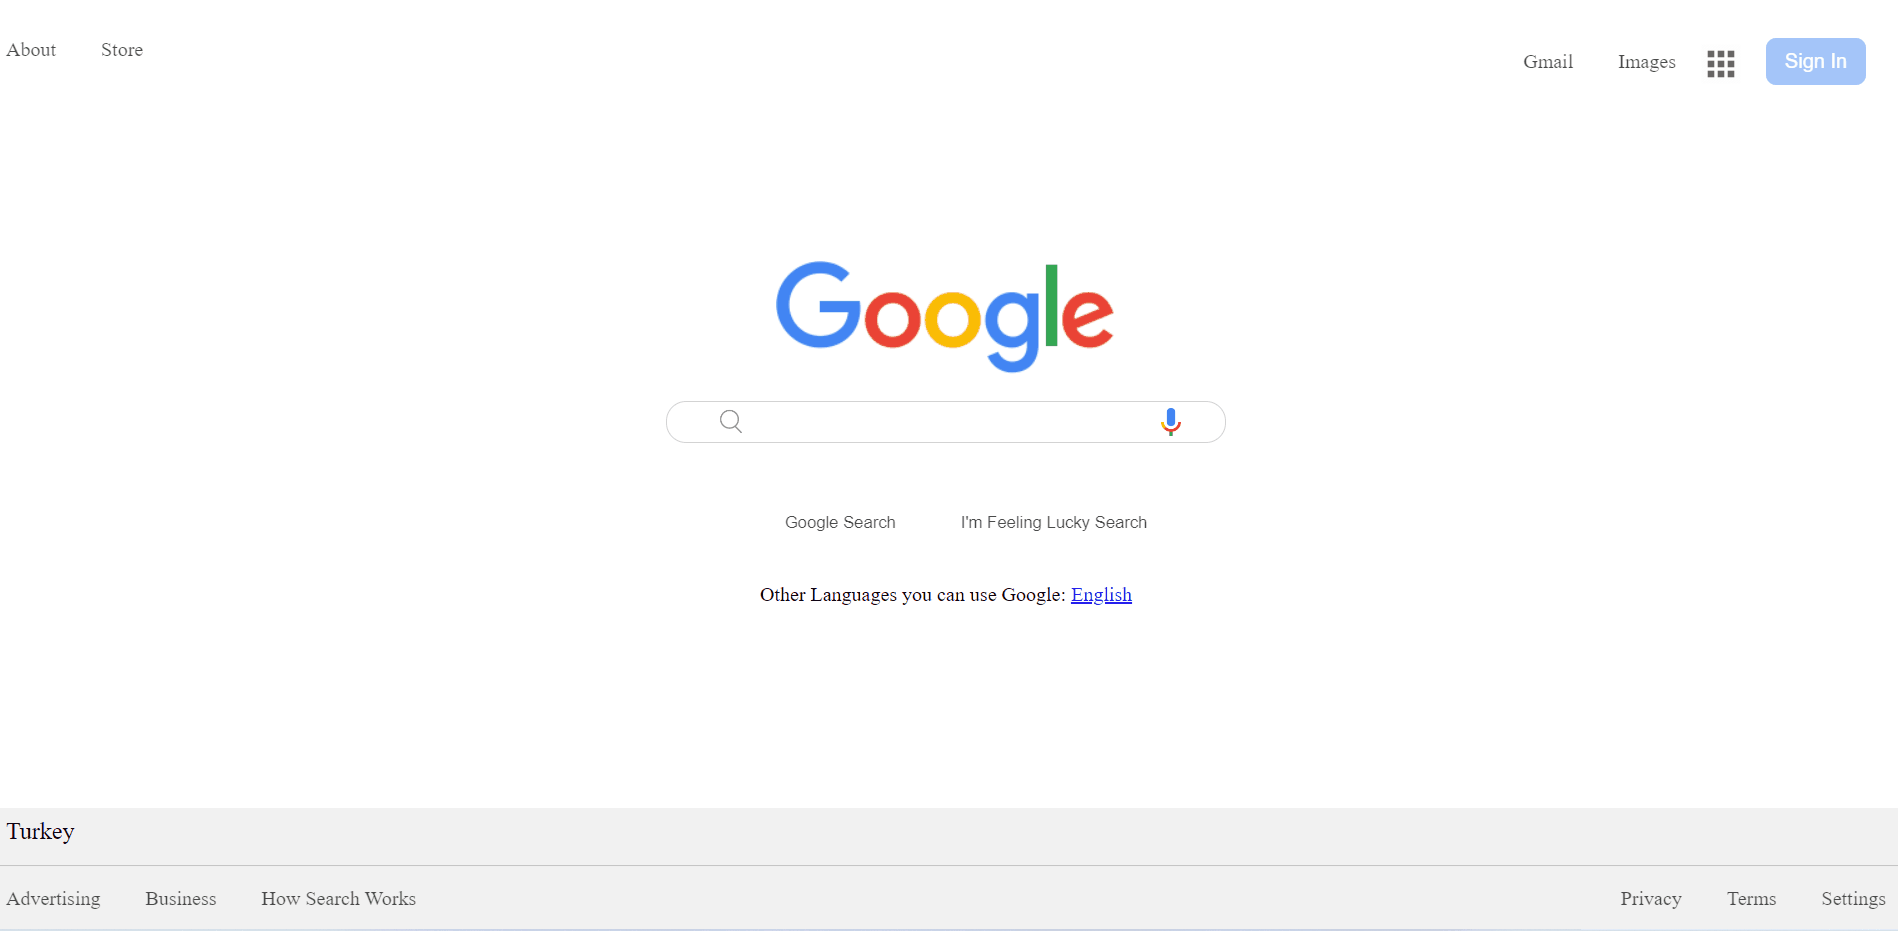 About Store
Gmail Images Sign In
Google
Google Search I'm Feeling Lucky Search
Other Languages you can use Google: English
Turkey
Advertising Business How Search Works Privacy Terms Settings